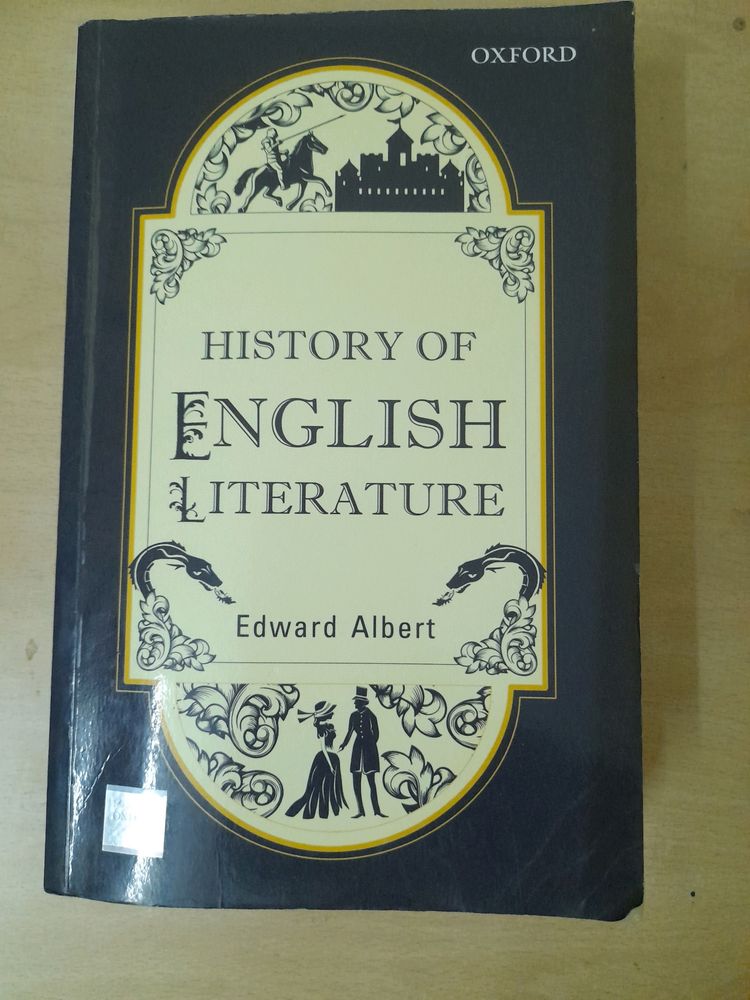 OXFORD
HISTORY OF
ENGLISH
LITERATURE
Edward Albert